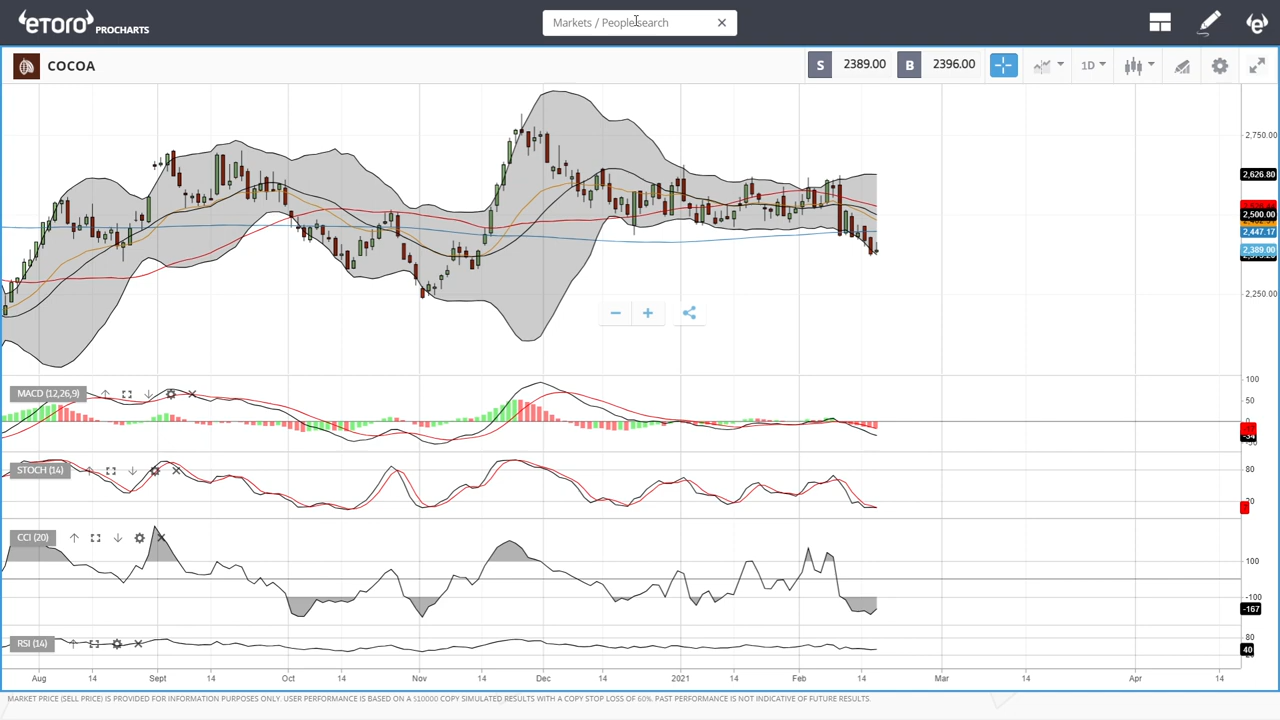 eToro PROCHARTS
Markets / People search
COCOA
S 2389.00 B 2396.00 1D
2,750.00
2,626.80
2,500.00
2,447.17
2,389.00
2,250.00
MACD (12,26,9)
100
50
0
STOCH (14)
80
20
CCI (20)
100
-100
-167
RSI (14)
80
40
Aug 14 Sept 14 Oct 14 Nov 14 Dec 14 2021 14 Feb 14 Mar 14 Apr 14
MARKET PRICE (SELL PRICE) IS PROVIDED FOR INFORMATION PURPOSES ONLY. USER PERFORMANCE IS BASED ON A $10000 COPY SIMULATED RESULTS WITH A COPY STOP LOSS OF 60%. PAST PERFORMANCE IS NOT INDICATIVE OF FUTURE RESULTS.